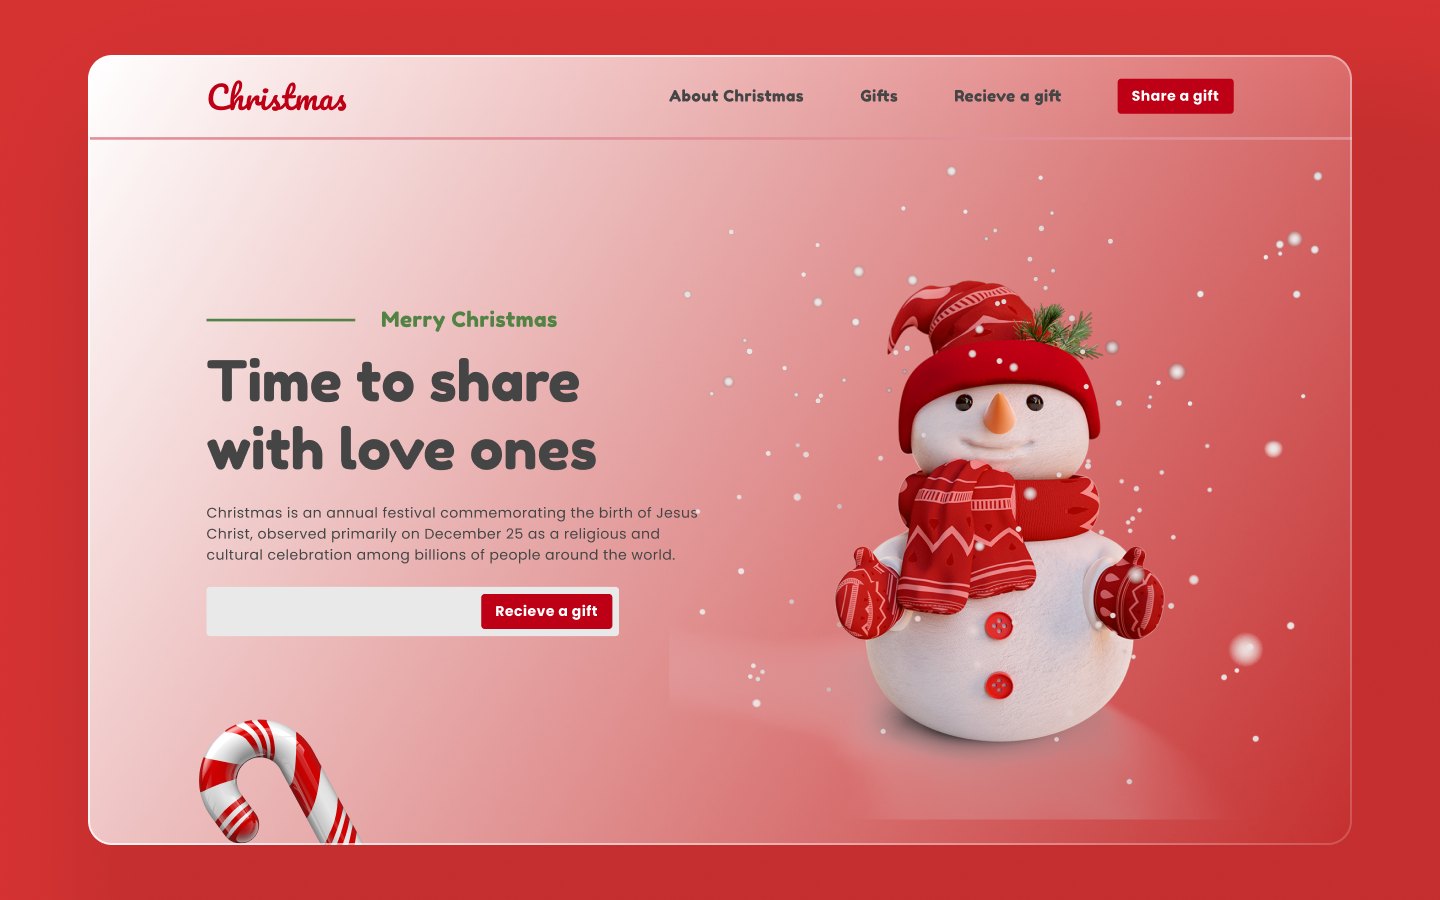 Christmas
About Christmas
Gifts
Recieve a gift
Share a gift
Merry Christmas
Time to share
with love ones
Christmas is an annual festival commemorating the birth of Jesus
Christ, observed primarily on December 25 as a religious and
cultural celebration among billions of people around the world.
Recieve a gift